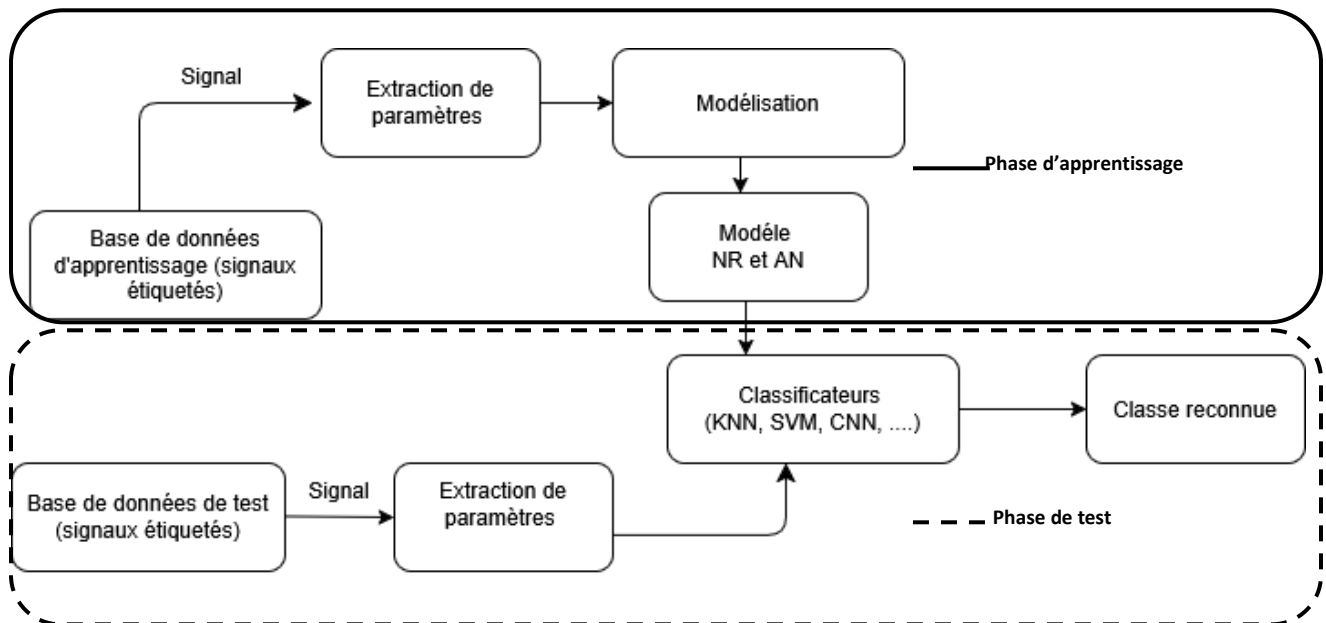 Signal
Extraction de
paramètres
Modélisation
Phase d’apprentissage
Base de données
d'apprentissage (signaux
étiquetés)
Modéle
NR et AN
Classificateurs
(KNN, SVM, CNN, ....)
Classe reconnue
Base de données de test
(signaux étiquetés)
Signal
Extraction de
paramètres
Phase de test